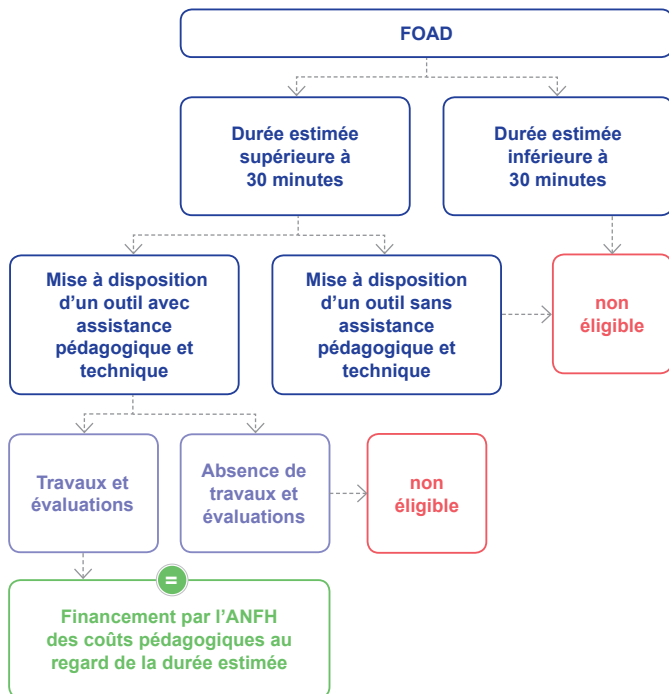 FOAD
Durée estimée
supérieure à
30 minutes
Durée estimée
inférieure à
30 minutes
Mise à disposition
d’un outil avec
assistance
pédagogique et
technique
Mise à disposition
d’un outil sans
assistance
pédagogique et
technique
non
éligible
Travaux et
évaluations
Absence de
travaux et
évaluations
non
éligible
=
Financement par l’ANFH
des coûts pédagogiques au
regard de la durée estimée